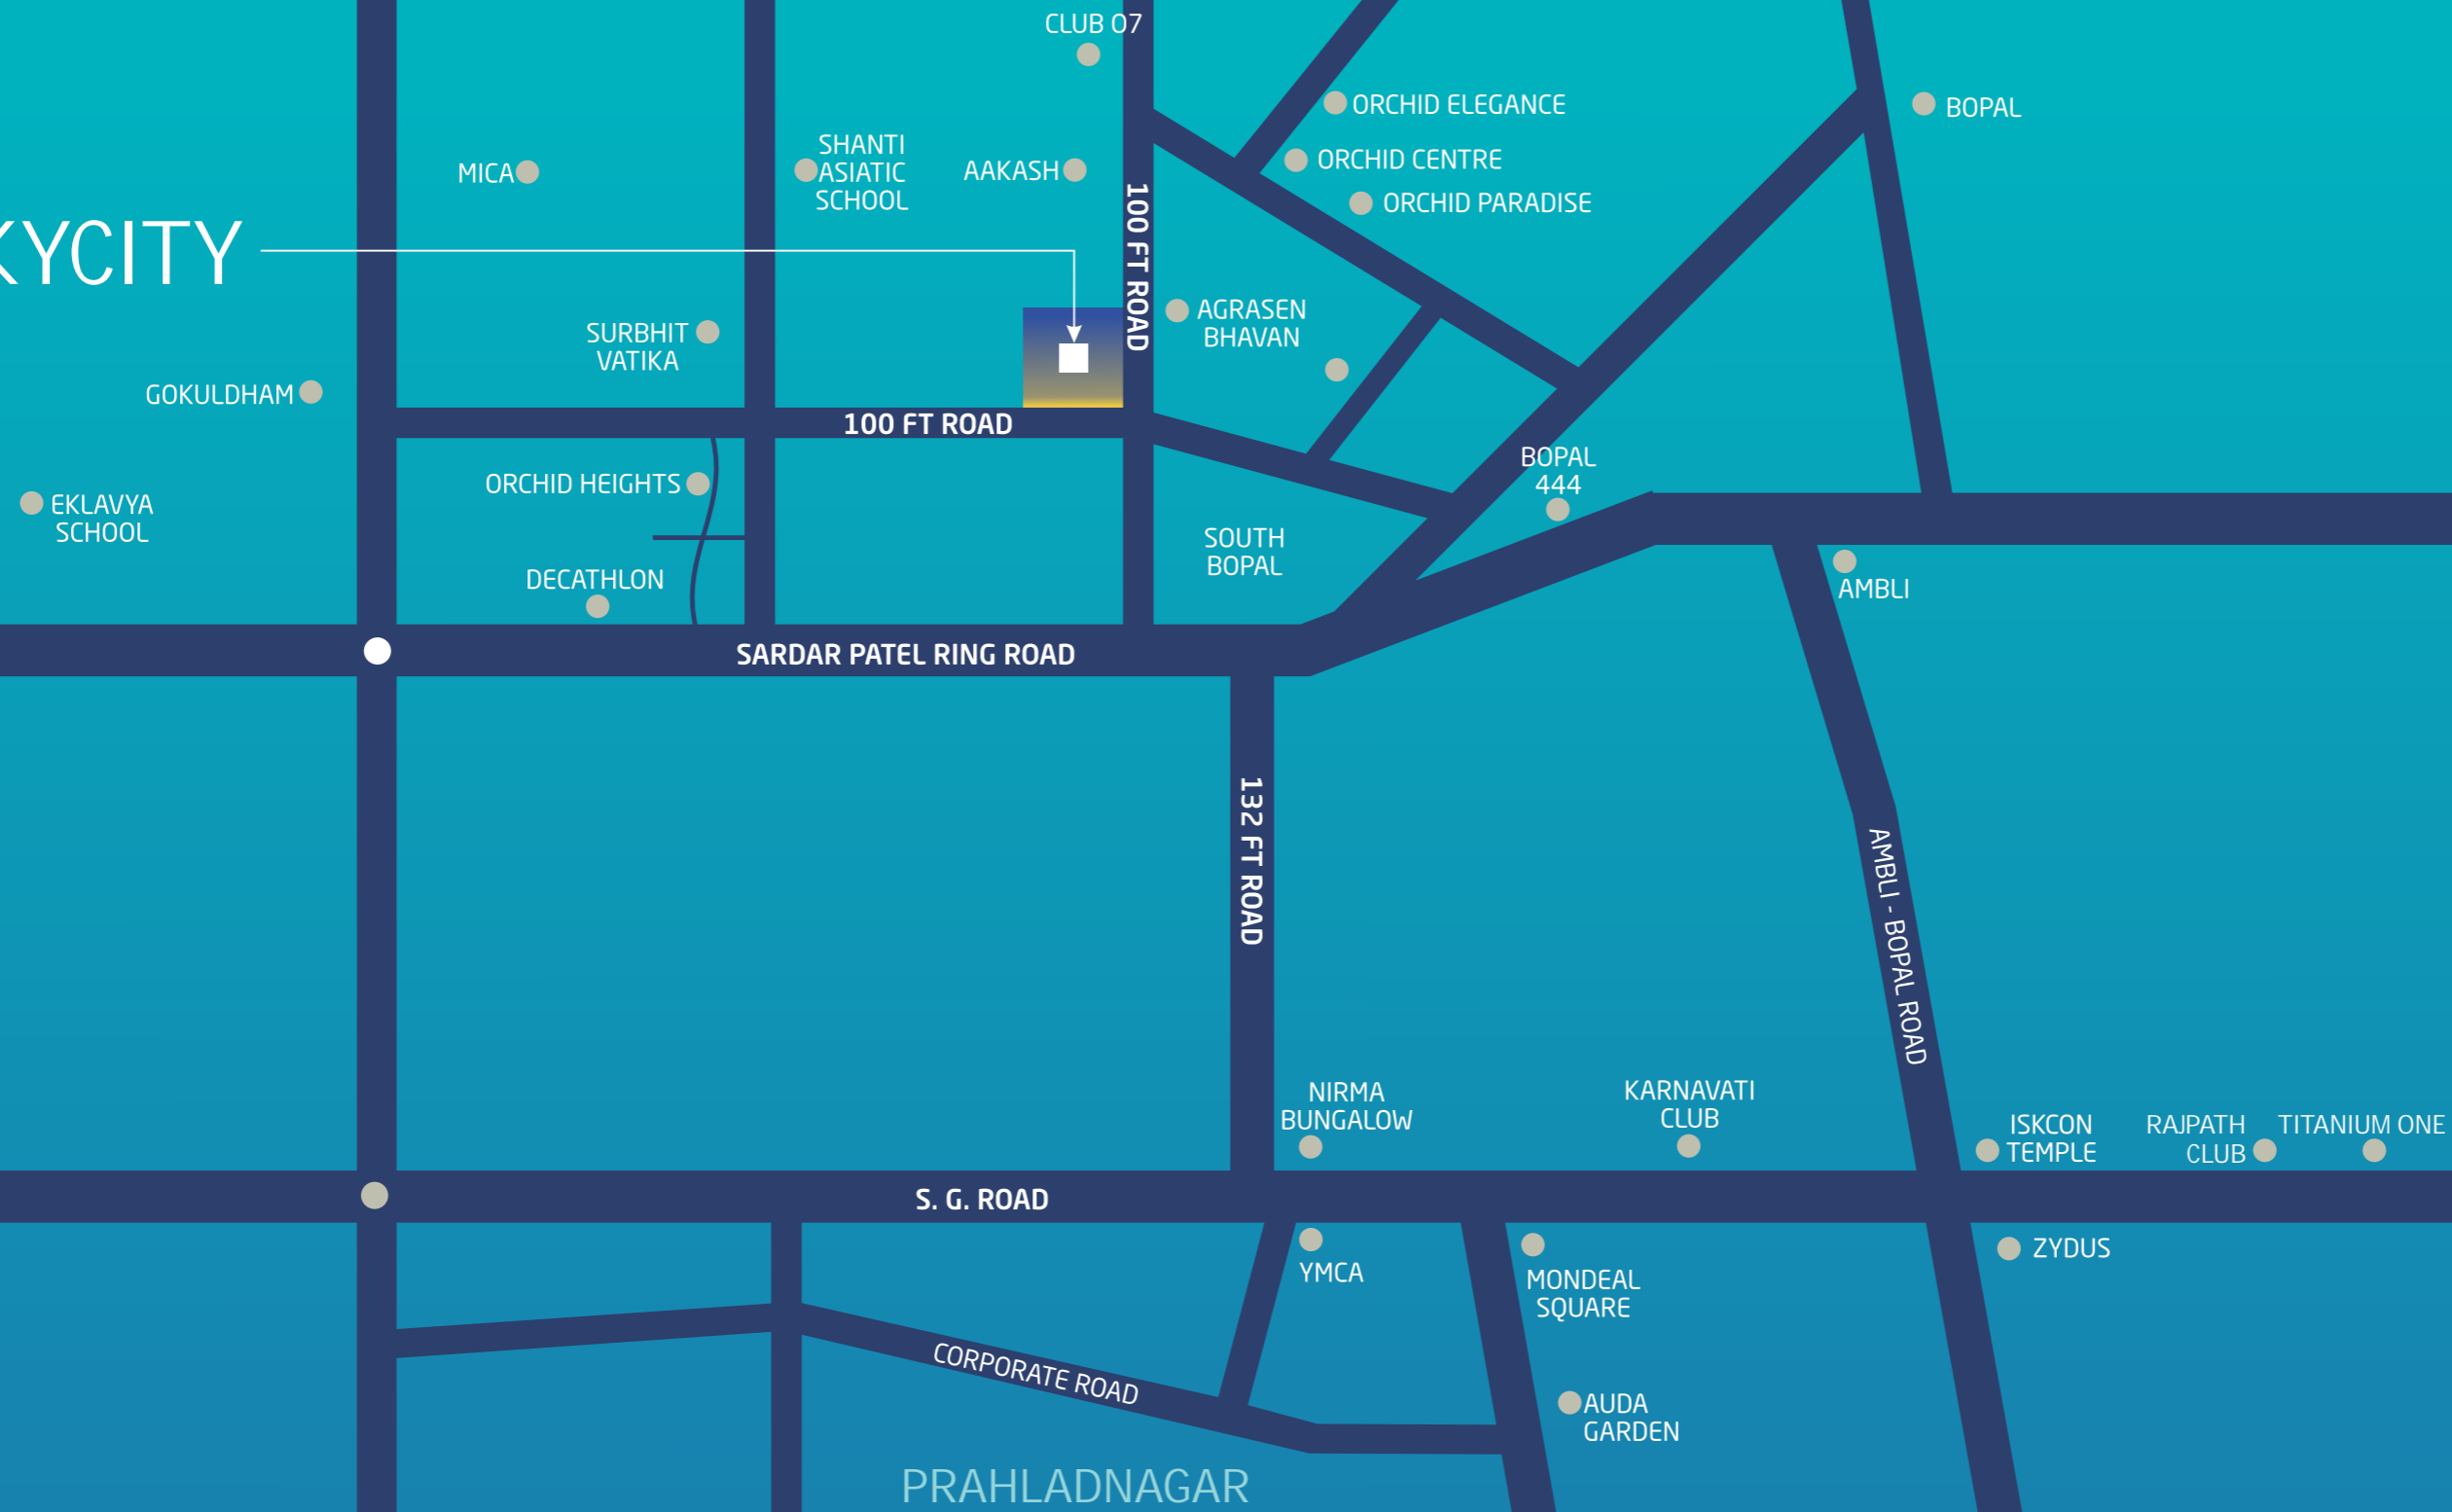 CLUB 07
ORCHID ELEGANCE
BOPAL
SHANTI
ASIATIC
SCHOOL
MICA
AAKASH
ORCHID CENTRE
ORCHID PARADISE
100 FT ROAD
KYCITY
AGRASEN
BHAVAN
SURBHIT
VATIKA
GOKULDHAM
100 FT ROAD
BOPAL
444
ORCHID HEIGHTS
EKLAVYA
SCHOOL
SOUTH
BOPAL
DECATHLON
AMBLI
SARDAR PATEL RING ROAD
132 FT ROAD
AMBLI - BOPAL ROAD
NIRMA
BUNGALOW
KARNAVATI
CLUB
ISKCON
TEMPLE
RAJPATH
CLUB
TITANIUM ONE
S. G. ROAD
YMCA
MONDEAL
SQUARE
ZYDUS
CORPORATE ROAD
AUDA
GARDEN
PRAHLADNAGAR